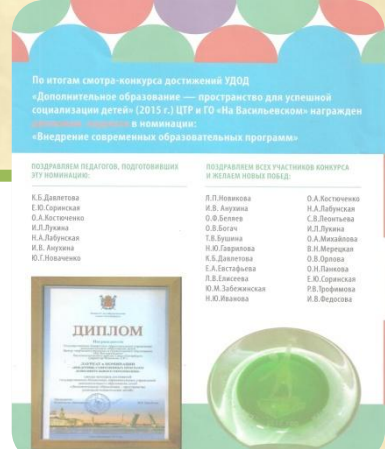 По итогам смотра-конкурса достижений УДОД
«Дополнительное образование — пространство для успешной
социализации детей» (2015 г.) ЦТР и ГО «На Васильевском» награжден
в номинации:
«Внедрение современных образовательных программ»
ПОЗДРАВЛЯЕМ ПЕДАГОГОВ, ПОДГОТОВИВШИХ
ЭТУ НОМИНАЦИЮ:
К.Б.Давлетова
Е.Ю.Соринская
О.А.Костюченко
И.Л.Лукина
Н.А.Лабунская
И.В. Анухина
Ю.Г.Новаченко
ПОЗДРАВЛЯЕМ ВСЕХ УЧАСТНИКОВ КОНКУРСА
И ЖЕЛАЕМ НОВЫХ ПОБЕД:
Л.П.Новикова
И.В. Анухина
О.Ф.Беляев
О.В.Богач
Т.В.Бушина
Н.Ю.Гаврилова
К.Б.Давлетова
Е.А.Евстафьева
Л.В.Елисеева
Ю.М.Забежинская
Н.Ю.Иванова
О.А.Костюченко
Н.А.Лабунская
С.В.Леонтьева
И.Л.Лукина
О.А.Михайлова
В.Н.Мерецкая
О.В.Орлова
О.Н.Панкова
Е.Ю.Соринская
Р.В.Трофимова
И.В.Федосова
ДИПЛОМ